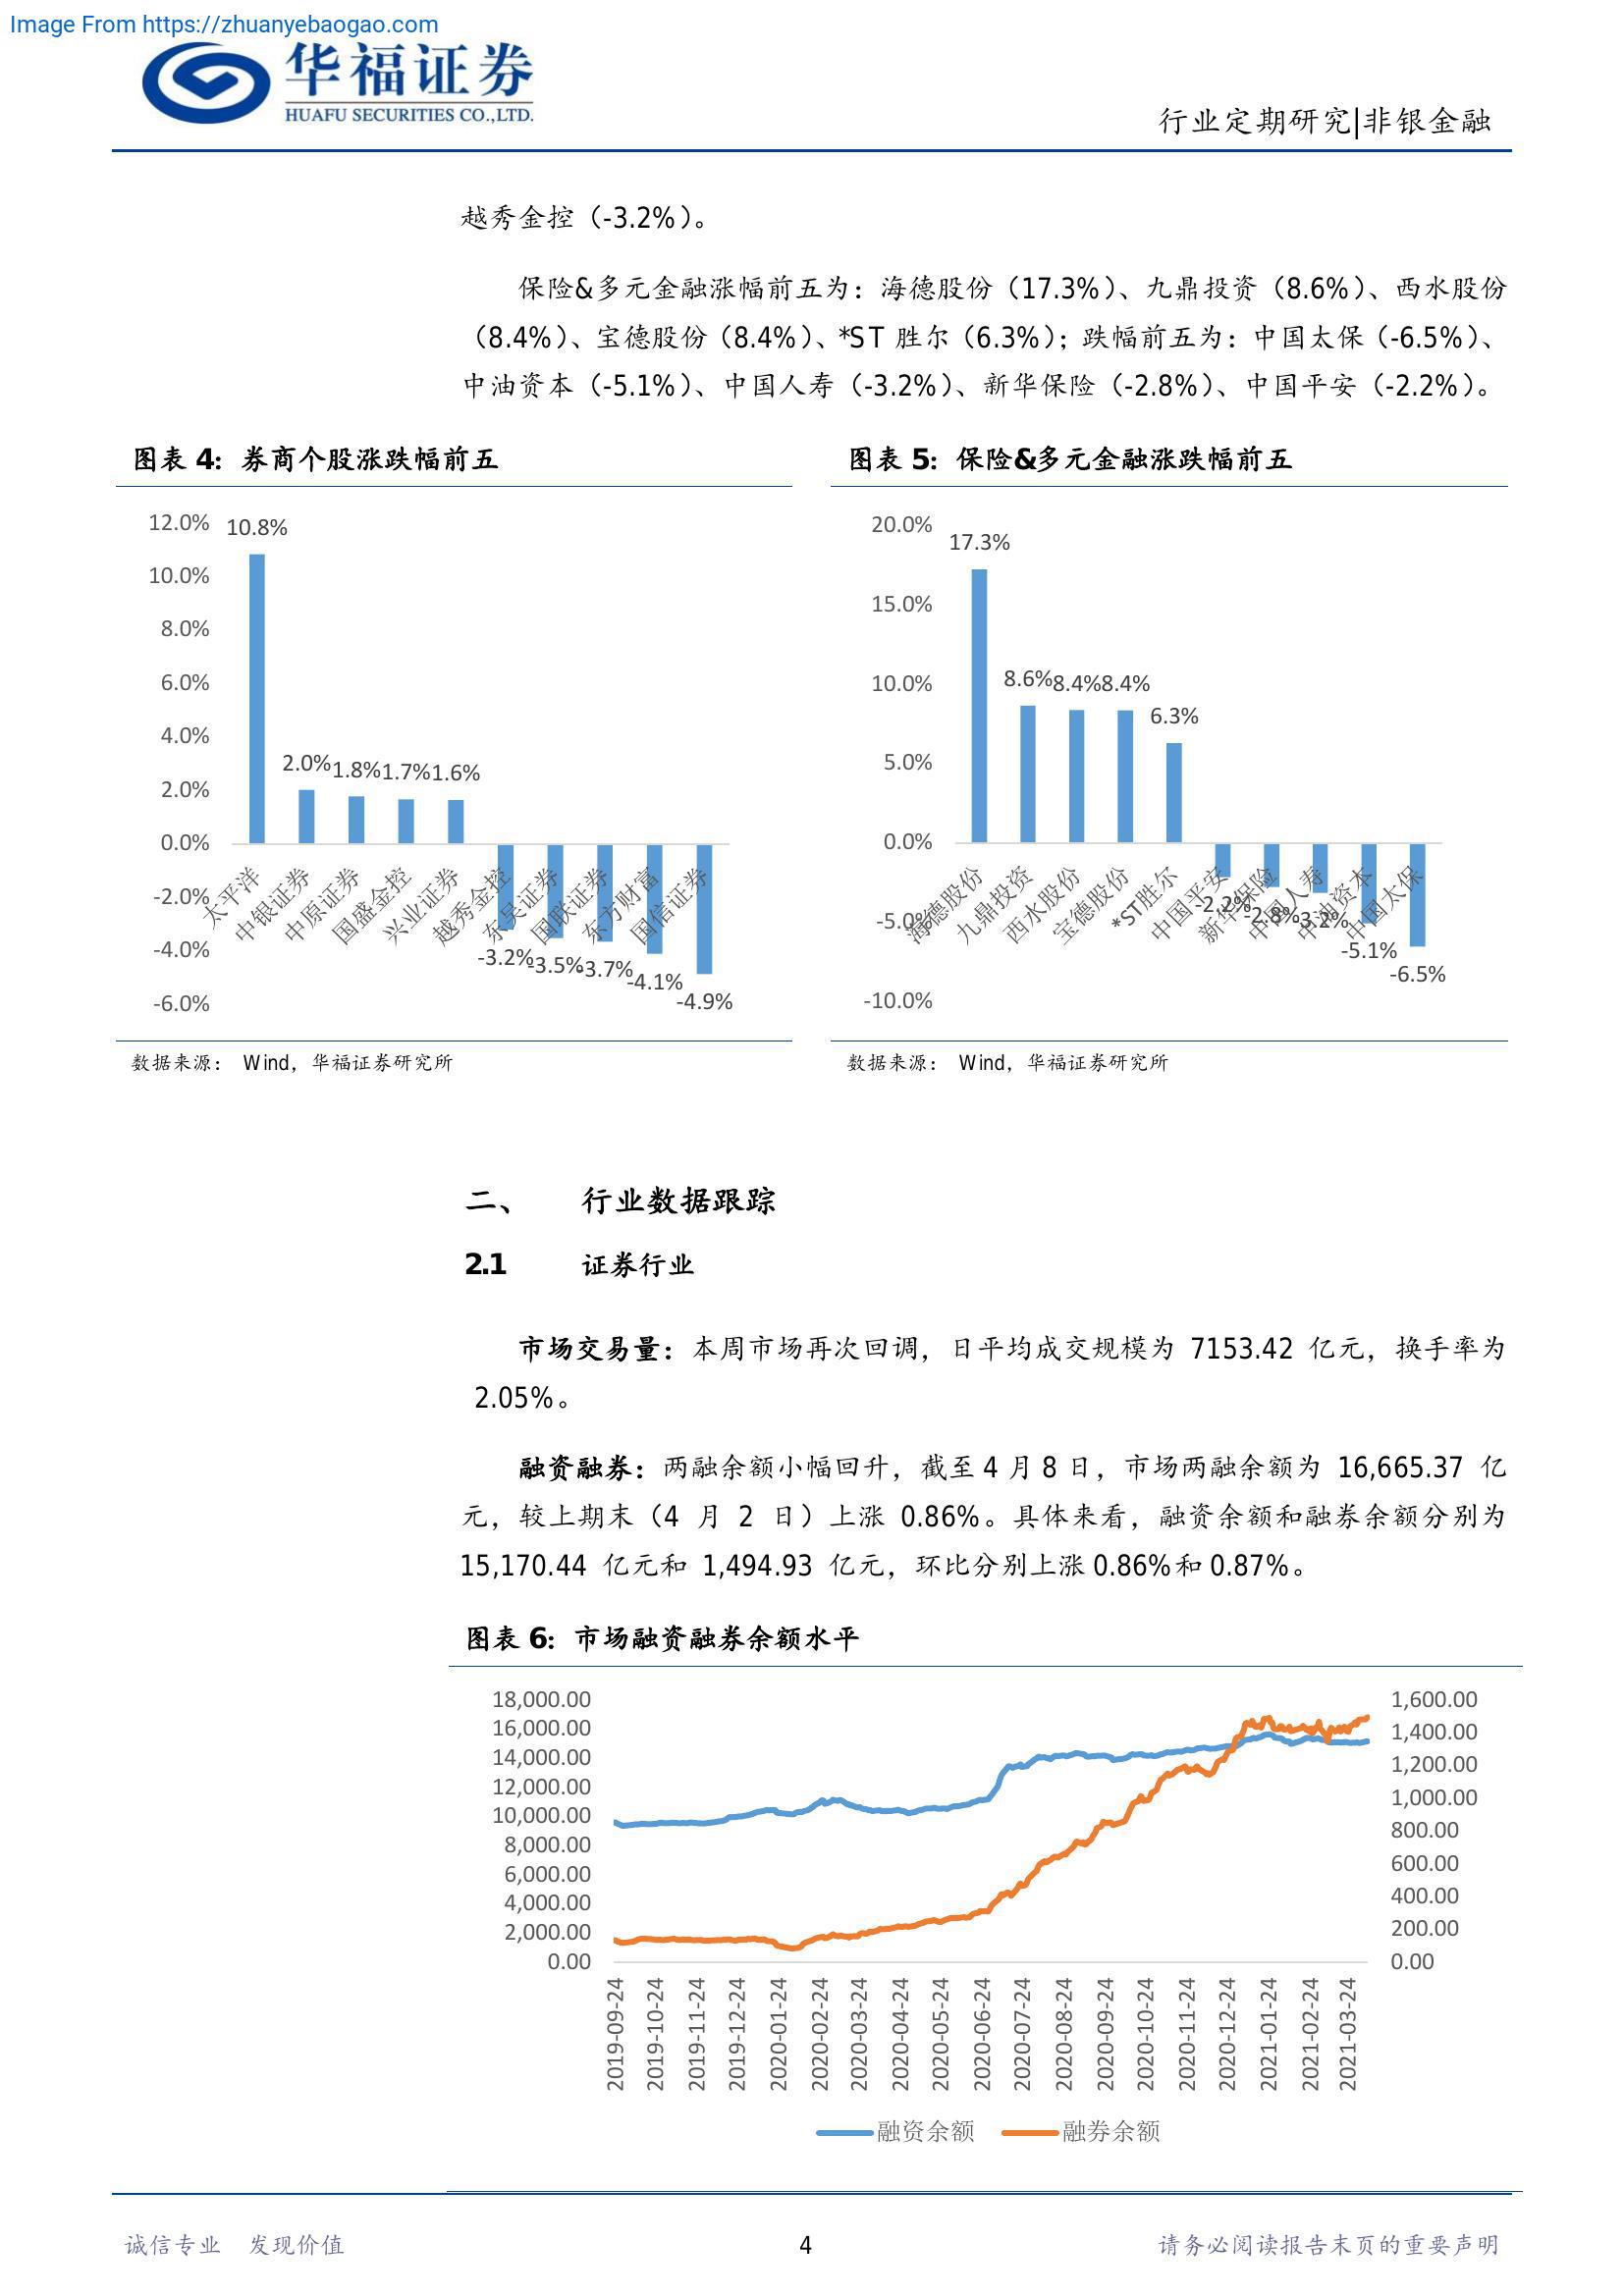 Image From https://zhuanyebaogao.com
华福证券
HUAFU SECURITIES CO.,LTD.
行业定期研究|非银金融
越秀金控（-3.2%）。
保险&多元金融涨幅前五为：海德股份（17.3%）、九鼎投资（8.6%）、西水股份
（8.4%）、宝德股份（8.4%）、*ST 胜尔（6.3%）；跌幅前五为：中国太保（-6.5%）、
中油资本（-5.1%）、中国人寿（-3.2%）、新华保险（-2.8%）、中国平安（-2.2%）。
图表 4：券商个股涨跌幅前五
12.0%
10.0%
8.0%
6.0%
4.0%
2.0%
0.0%
-2.0%
-4.0%
-6.0%
10.8%
2.0%
1.8%
1.7%
1.6%
-3.2%
-3.5%
-3.7%
-4.1%
-4.9%
太平洋
中银证券
中原证券
国盛金控
兴业证券
越秀金控
东吴证券
国联证券
东方财富
国信证券
数据来源： Wind，华福证券研究所
图表 5：保险&多元金融涨跌幅前五
20.0%
15.0%
10.0%
5.0%
0.0%
-5.0%
-10.0%
17.3%
8.6%
8.4%
8.4%
6.3%
-2.2%
-2.8%
-3.2%
-5.1%
-6.5%
海德股份
九鼎投资
西水股份
宝德股份
*ST胜尔
中国平安
新华保险
中国人寿
中油资本
中国太保
数据来源： Wind，华福证券研究所
二、 行业数据跟踪
2.1 证券行业
市场交易量：本周市场再次回调，日平均成交规模为 7153.42 亿元，换手率为
2.05%。
融资融券：两融余额小幅回升，截至 4 月 8 日，市场两融余额为 16,665.37 亿
元，较上期末（4 月 2 日）上涨 0.86%。具体来看，融资余额和融券余额分别为
15,170.44 亿元和 1,494.93 亿元，环比分别上涨 0.86%和 0.87%。
图表 6：市场融资融券余额水平
18,000.00
16,000.00
14,000.00
12,000.00
10,000.00
8,000.00
6,000.00
4,000.00
2,000.00
0.00
1,600.00
1,400.00
1,200.00
1,000.00
800.00
600.00
400.00
200.00
0.00
2019-09-24
2019-10-24
2019-11-24
2019-12-24
2020-01-24
2020-02-24
2020-03-24
2020-04-24
2020-05-24
2020-06-24
2020-07-24
2020-08-24
2020-09-24
2020-10-24
2020-11-24
2020-12-24
2021-01-24
2021-02-24
2021-03-24
融资余额 融券余额
诚信专业 发现价值
4
请务必阅读报告末页的重要声明